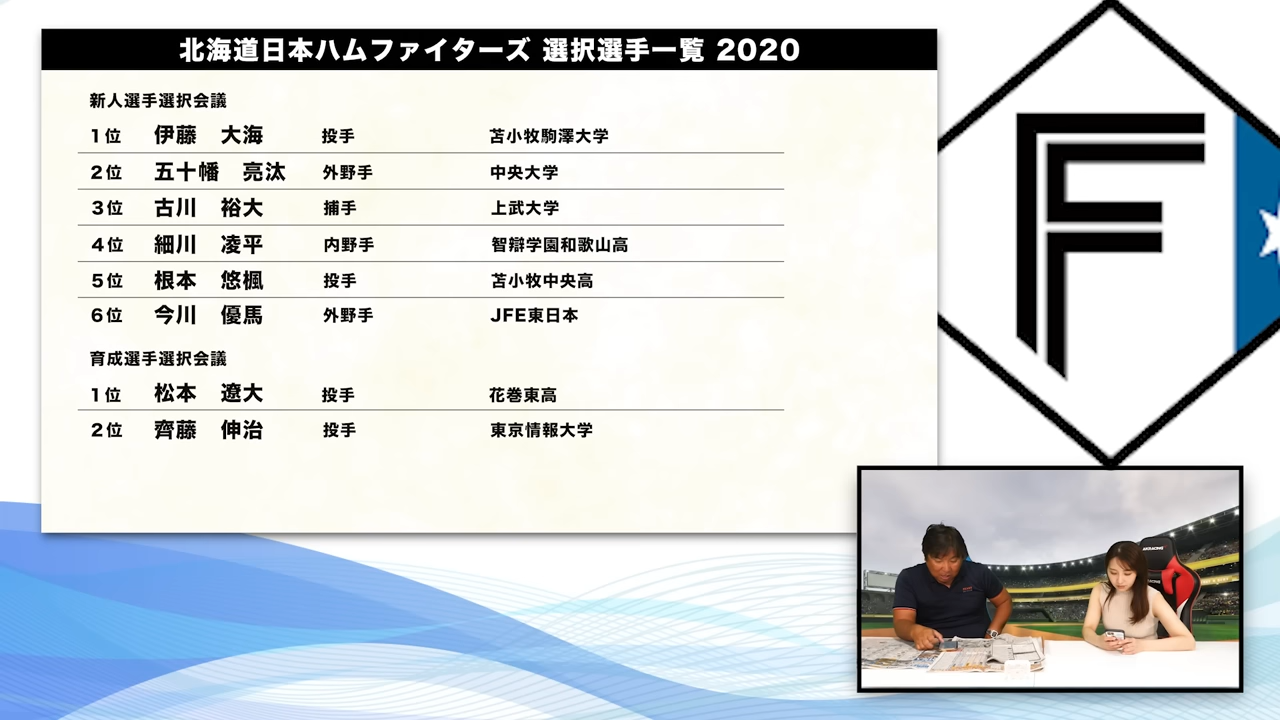 北海道日本ハムファイターズ 選択選手一覧 2020
新人選手選択会議
1位 伊藤 大海 投手 苫小牧駒澤大学
2位 五十幡 亮汰 外野手 中央大学
3位 古川 裕大 捕手 上武大学
4位 細川 凌平 内野手 智辯学園和歌山高
5位 根本 悠楓 投手 苫小牧中央高
6位 今川 優馬 外野手 JFE東日本
育成選手選択会議
1位 松本 遼大 投手 花巻東高
2位 齊藤 伸治 投手 東京情報大学
F
AKRACING